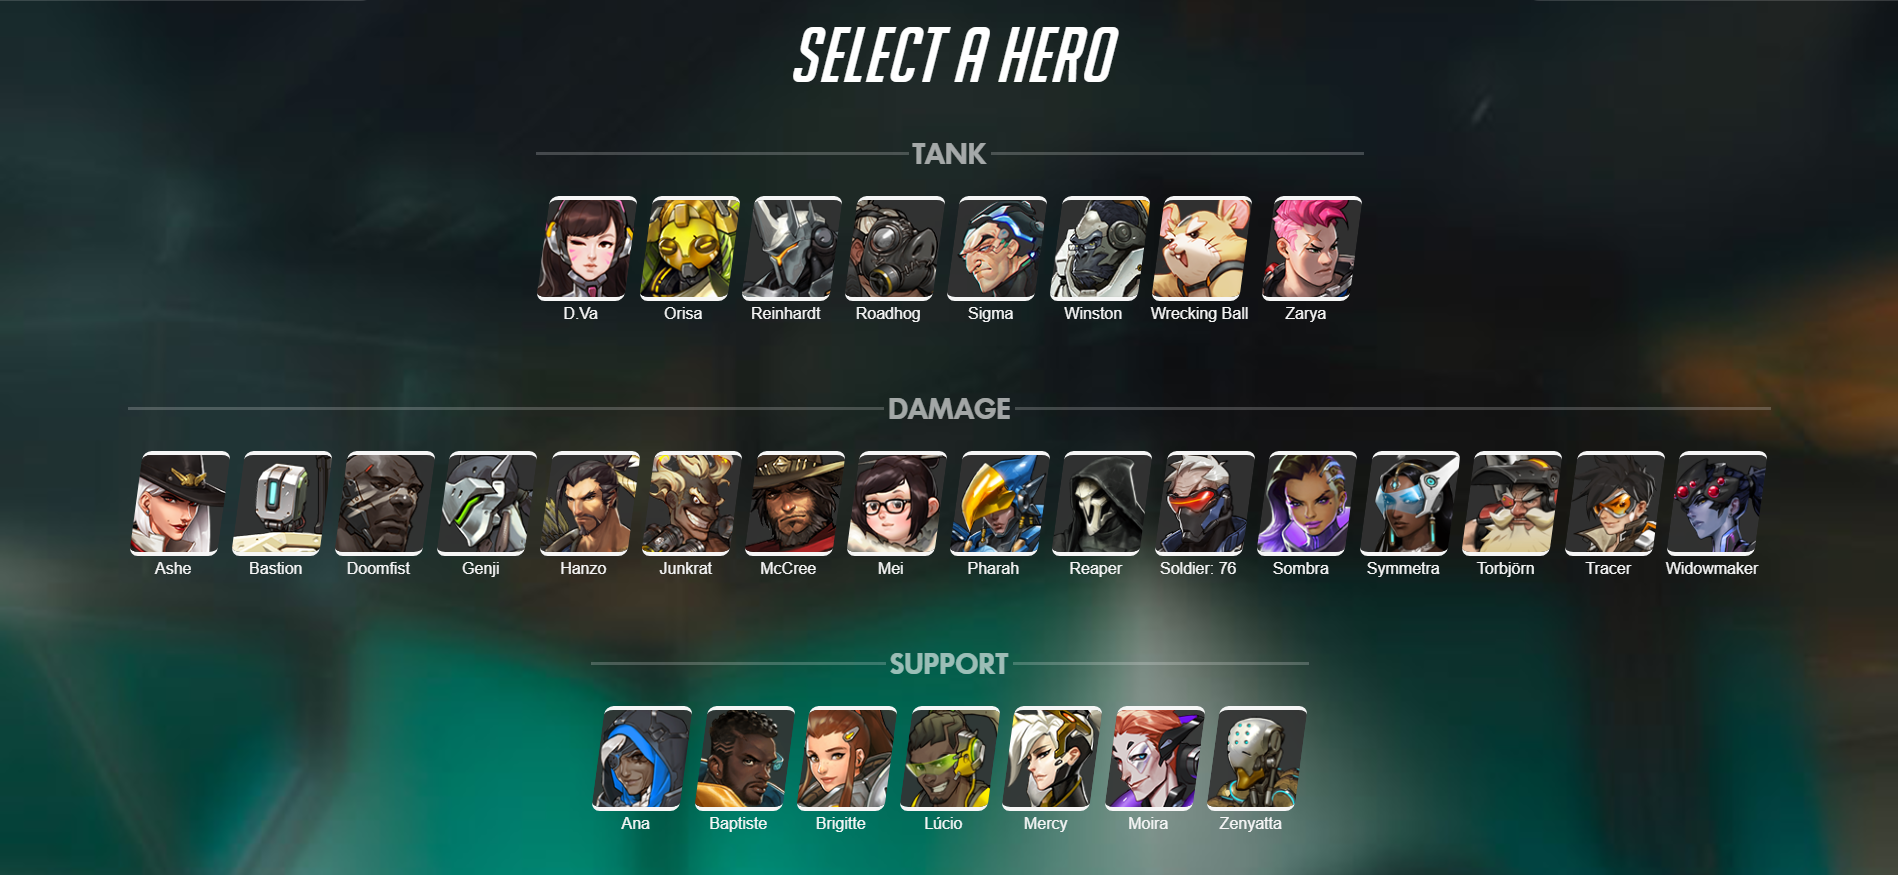 SELECT A HERO
TANK
D.Va Orisa Reinhardt Roadhog Sigma Winston Wrecking Ball Zarya
DAMAGE
Ashe Bastion Doomfist Genji Hanzo Junkrat McCree Mei Pharah Reaper Soldier: 76 Sombra Symmetra Torbjörn Tracer Widowmaker
SUPPORT
Ana Baptiste Brigitte Lúcio Mercy Moira Zenyatta